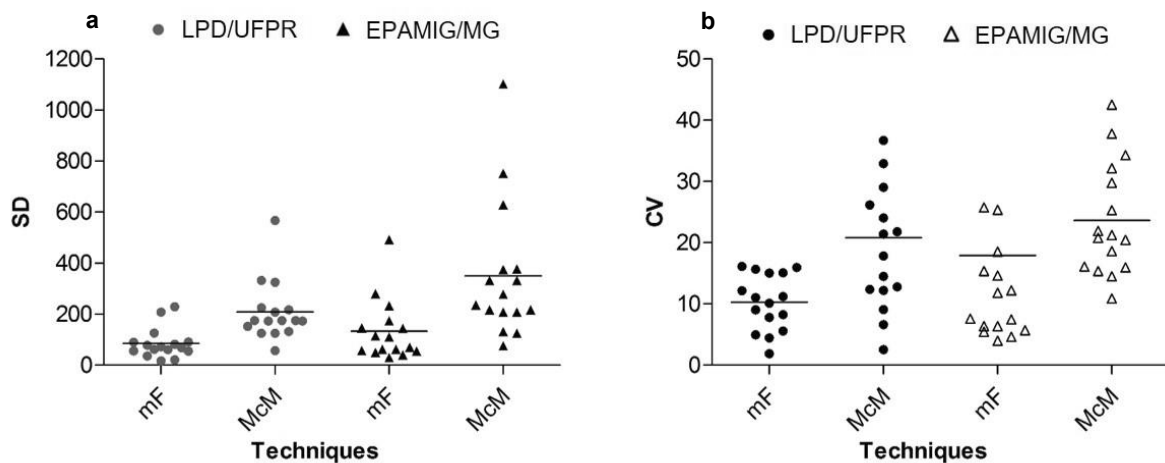 a
LPD/UFPR EPAMIG/MG
1200
1000
800
600
400
200
0
SD
mF McM mF McM
Techniques
b
LPD/UFPR EPAMIG/MG
50
40
30
20
10
0
CV
mF McM mF McM
Techniques